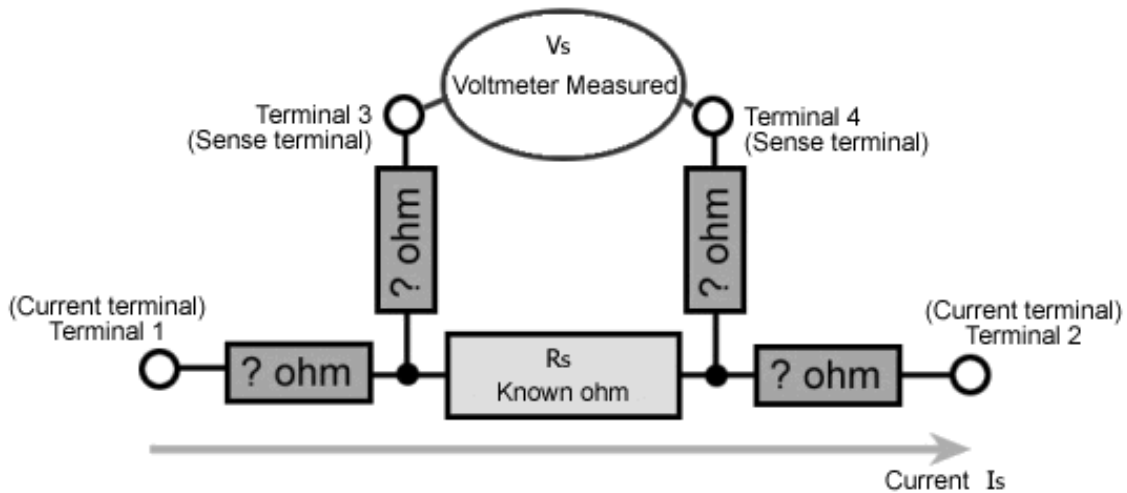 Vs
Voltmeter Measured
Terminal 3
(Sense terminal)
Terminal 4
(Sense terminal)
? ohm
? ohm
(Current terminal)
Terminal 1
(Current terminal)
Terminal 2
? ohm
Rs
Known ohm
? ohm
Current Is